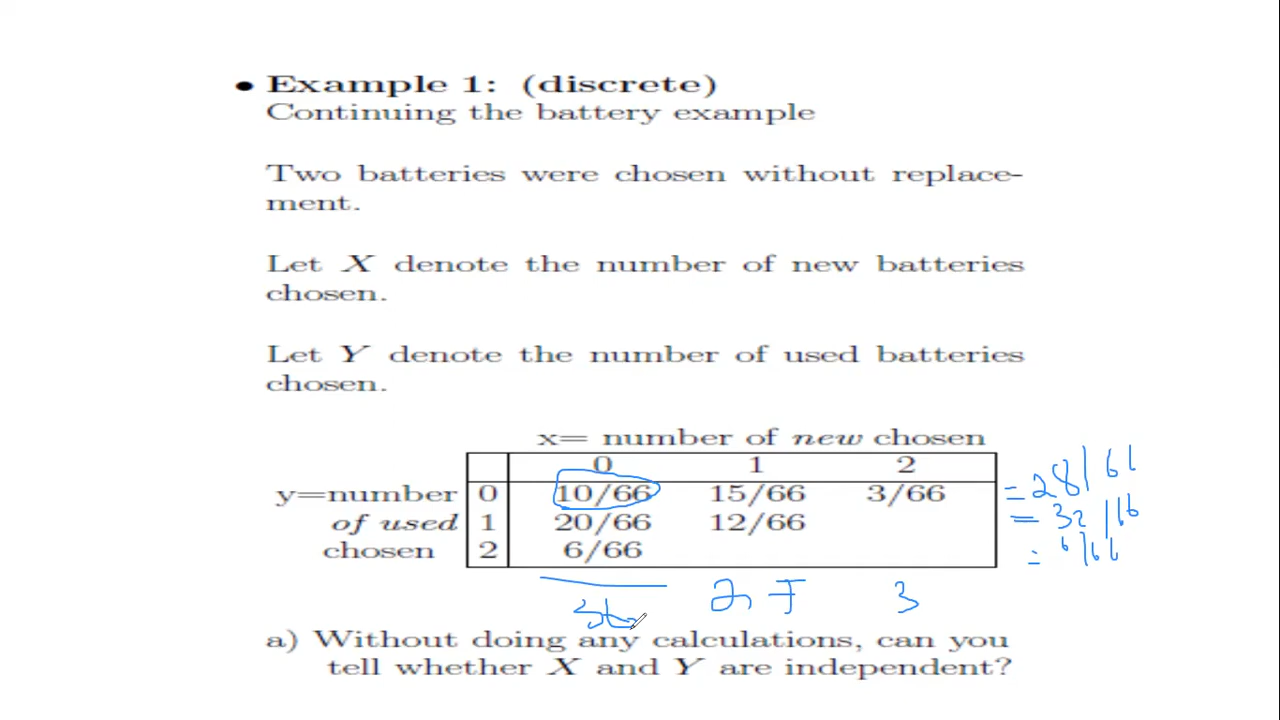 • Example 1: (discrete)
Continuing the battery example
Two batteries were chosen without replace-
ment.
Let X denote the number of new batteries
chosen.
Let Y denote the number of used batteries
chosen.
x= number of new chosen
0 1 2
y=number 0 10/66 15/66 3/66 = 28/66
of used 1 20/66 12/66 = 32/66
chosen 2 6/66 = 6/66
27 3
a) Without doing any calculations, can you
tell whether X and Y are independent?